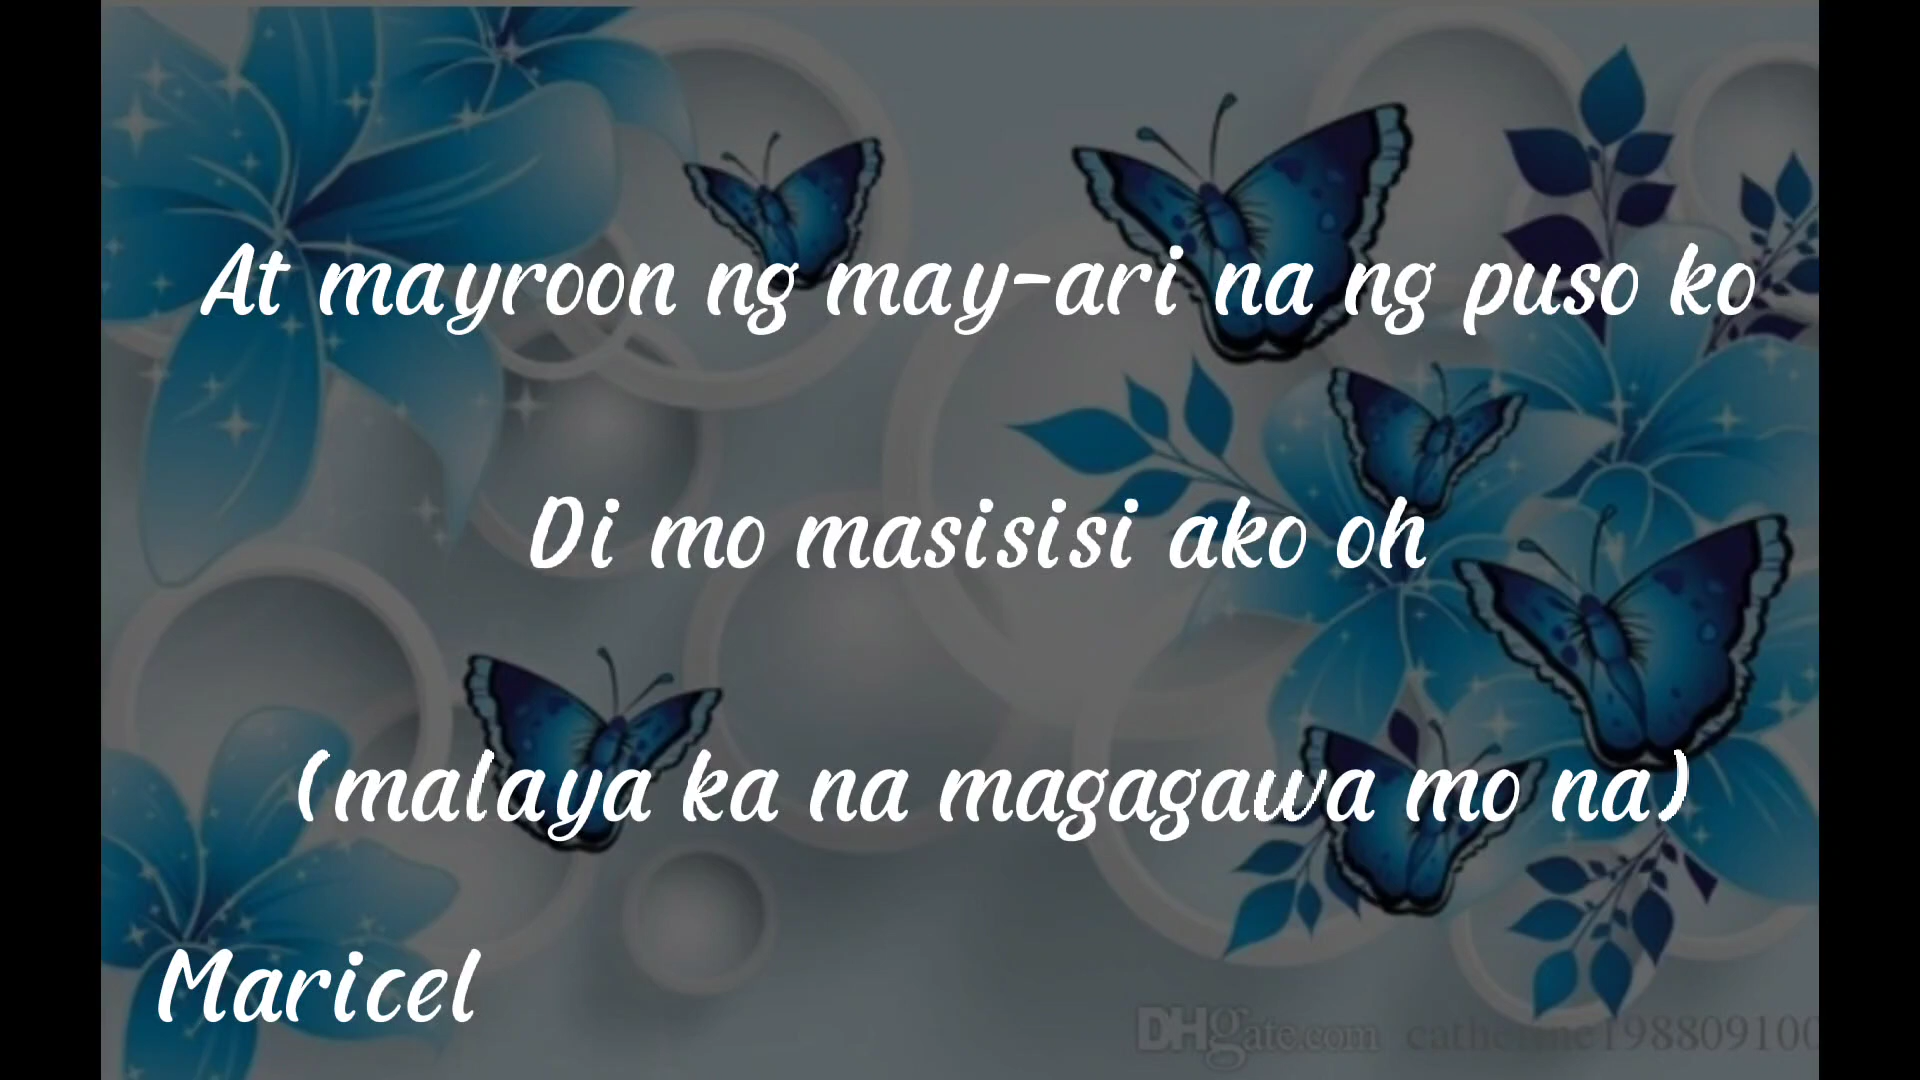 At mayroon ng may-ari na ng puso ko
Di mo masisisi ako oh
(malaya ka na magagawa mo na)
Maricel
DHgate.com catherine198809100